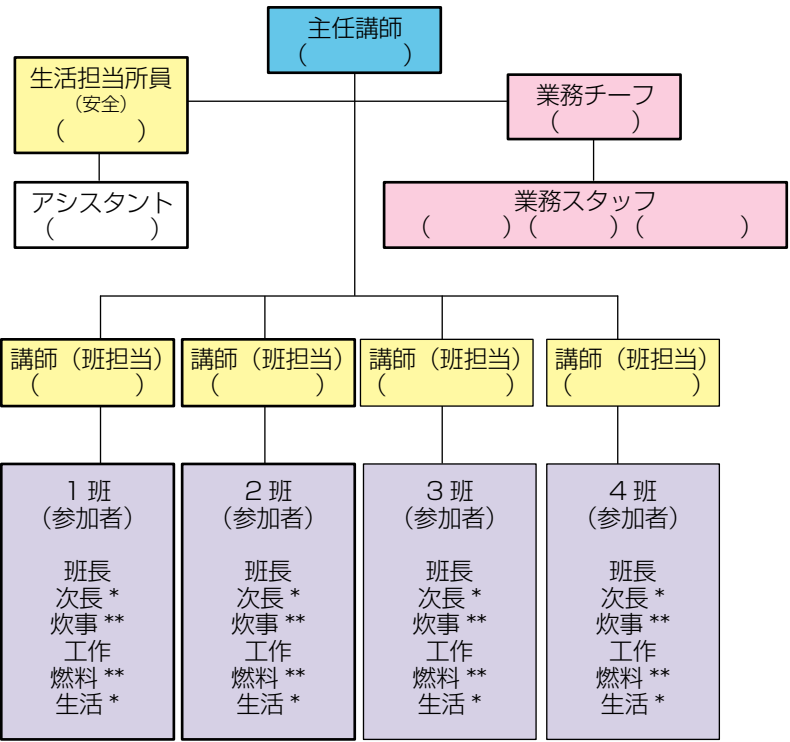 主任講師
(　　　　)
生活担当所員
(安全)
(　　　)
業務チーフ
(　　　)
アシスタント
(　　　　)
業務スタッフ
(　　　) (　　　) (　　　　)
講師（班担当）
(　　　　)
講師（班担当）
(　　　　)
講師（班担当）
(　　　　　)
講師（班担当）
(　　　　　)
1 班
（参加者）
班長
次長 *
炊事 **
工作
燃料 **
生活 *
2 班
（参加者）
班長
次長 *
炊事 **
工作
燃料 **
生活 *
3 班
（参加者）
班長
次長 *
炊事 **
工作
燃料 **
生活 *
4 班
（参加者）
班長
次長 *
炊事 **
工作
燃料 **
生活 *